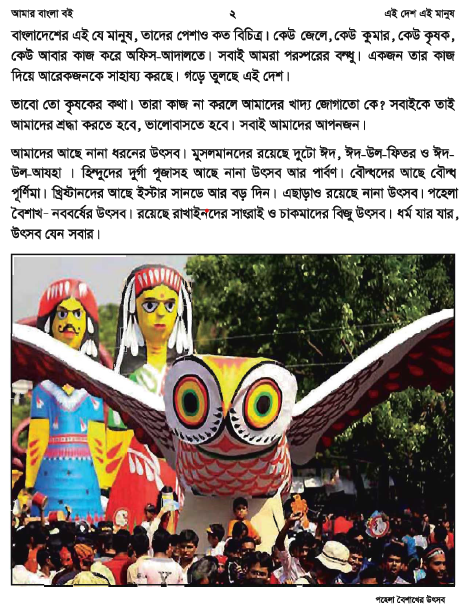 আমার বাংলা বই ২ এই দেশ এই মানুষ
বাংলাদেশের এই যে মানুষ, তাদের পেশাও কত বিচিত্র। কেউ জেলে, কেউ কুমার, কেউ কৃষক,
কেউ আবার কাজ করে অফিস-আদালতে। সবাই আমরা পরস্পরের বন্ধু। একজন তার কাজ
দিয়ে আরেকজনকে সাহায্য করছে। গড়ে তুলছে এই দেশ।
ভাবো তো কৃষকের কথা। তারা কাজ না করলে আমাদের খাদ্য জোগাতো কে? সবাইকে তাই
আমাদের শ্রদ্ধা করতে হবে, ভালোবাসতে হবে। সবাই আমাদের আপনজন।
আমাদের আছে নানা ধরনের উৎসব। মুসলমানদের রয়েছে দুটো ঈদ, ঈদ-উল-ফিতর ও ঈদ-
উল-আযহা । হিন্দুদের দুর্গা পূজাসহ আছে নানা উৎসব আর পার্বণ। বৌদ্ধদের আছে বৌদ্ধ
পূর্ণিমা। খ্রিষ্টানদের আছে ইস্টার সানডে আর বড় দিন। এছাড়াও রয়েছে নানা উৎসব। পহেলা
বৈশাখ- নববর্ষের উৎসব। রয়েছে রাখাইনদের সাংরাই ও চাকমাদের বিজু উৎসব। ধর্ম যার যার,
উৎসব যেন সবার।
পহেলা বৈশাখের উৎসব